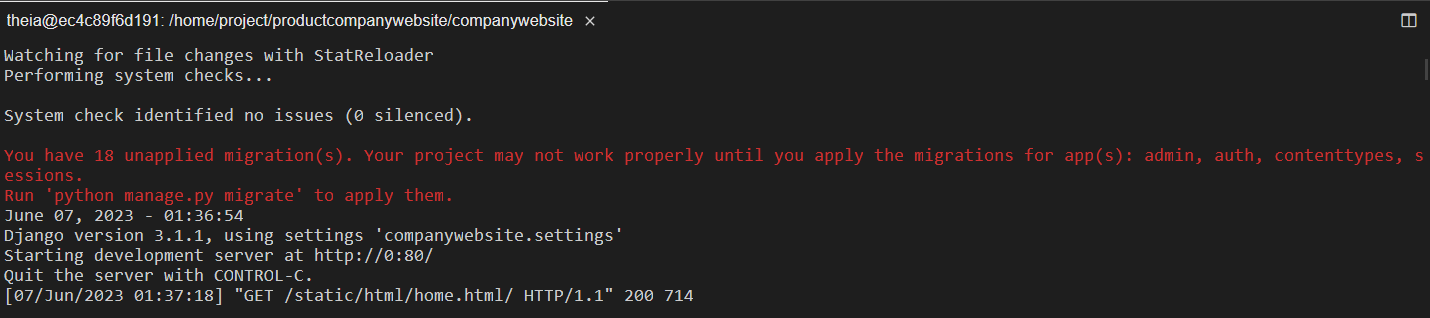 theia@ec4c89f6d191: /home/project/productcompanywebsite/companywebsite ×
Watching for file changes with StatReloader
Performing system checks...
System check identified no issues (0 silenced).
You have 18 unapplied migration(s). Your project may not work properly until you apply the migrations for app(s): admin, auth, contenttypes, s
essions.
Run 'python manage.py migrate' to apply them.
June 07, 2023 - 01:36:54
Django version 3.1.1, using settings 'companywebsite.settings'
Starting development server at http://0:80/
Quit the server with CONTROL-C.
[07/Jun/2023 01:37:18] "GET /static/html/home.html/ HTTP/1.1" 200 714